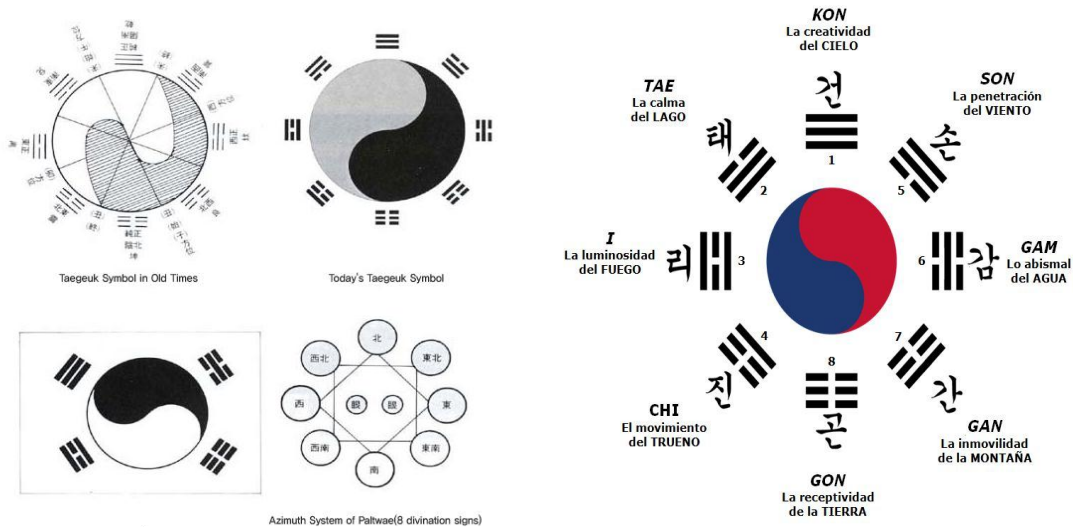 Taegeuk Symbol in Old Times
Today's Taegeuk Symbol
北
西北
東北
西
眼
眼
東
西南
東南
南
Azimuth System of Paltwae(8 divination signs)
KON
La creatividad
del CIELO
건
1
TAE
La calma
del LAGO
태
2
SON
La penetración
del VIENTO
손
5
I
La luminosidad
del FUEGO
리
3
GAM
Lo abismal
del AGUA
감
6
CHI
El movimiento
del TRUENO
진
4
GAN
La inmovilidad
de la MONTAÑA
간
7
8
곤
GON
La receptividad
de la TIERRA